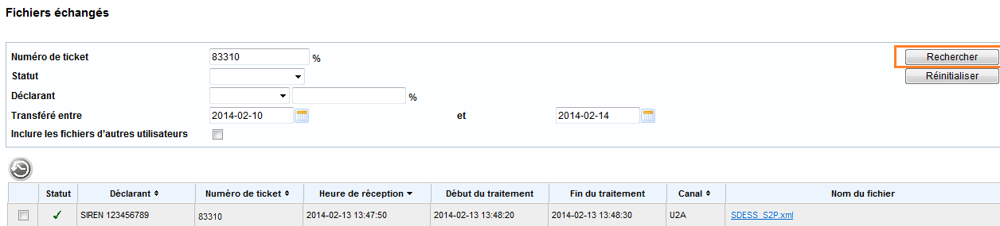 Fichiers échangés
Numéro de ticket 83310 % Rechercher
Statut Réinitialiser
Déclarant %
Transféré entre 2014-02-10 et 2014-02-14
Inclure les fichiers d'autres utilisateurs
Statut Déclarant Numéro de ticket Heure de réception Début du traitement Fin du traitement Canal Nom du fichier
SIREN 123456789 83310 2014-02-13 13:47:50 2014-02-13 13:48:20 2014-02-13 13:48:30 U2A SDESS_S2P.xml